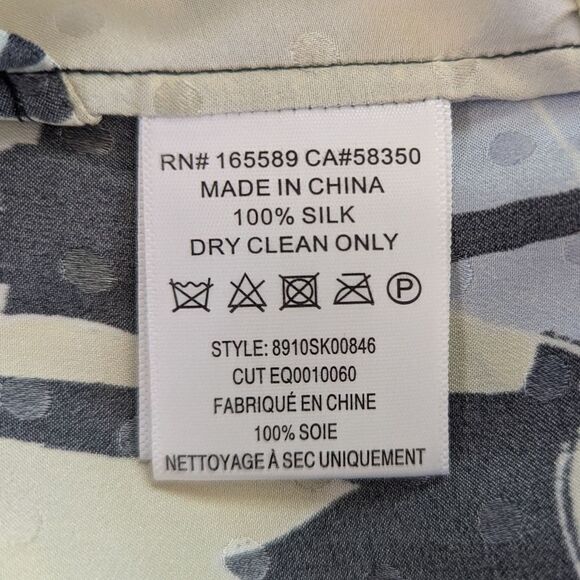 RN# 165589 CA#58350
MADE IN CHINA
100% SILK
DRY CLEAN ONLY
P
STYLE: 8910SK00846
CUT EQ0010060
FABRIQUÉ EN CHINE
100% SOIE
NETTOYAGE À SEC UNIQUEMENT